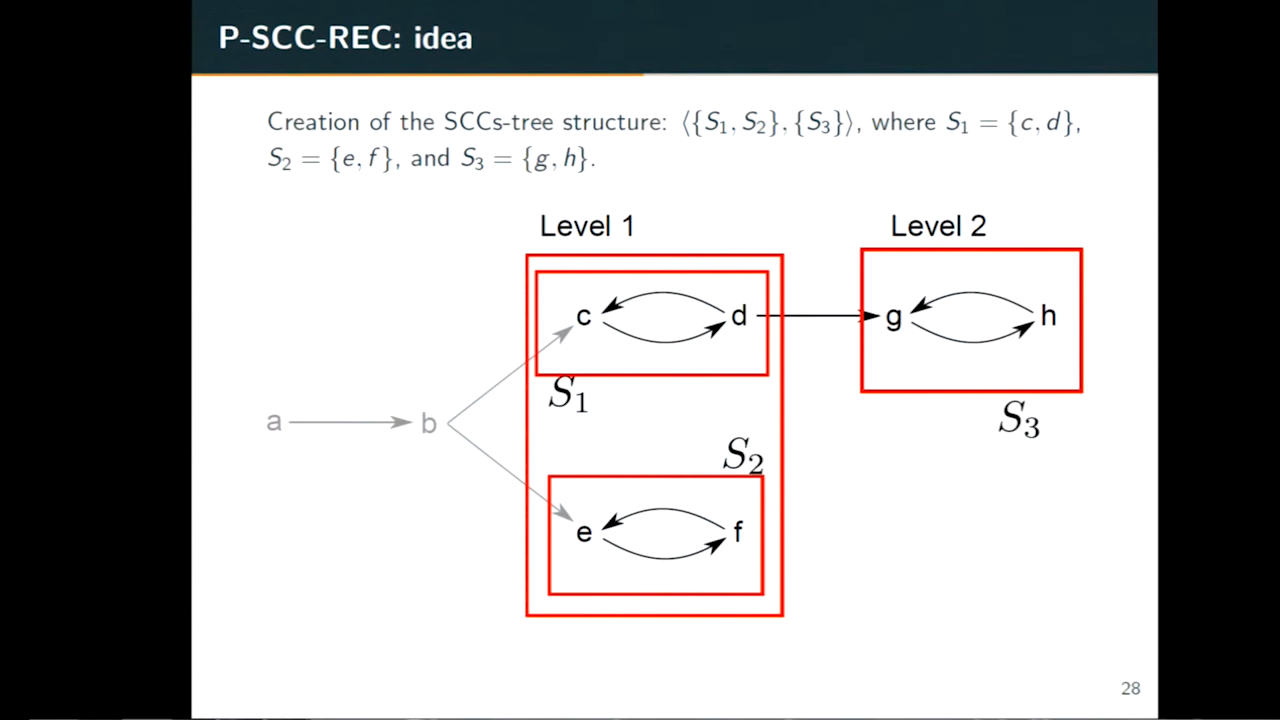 P-SCC-REC: idea
Creation of the SCCs-tree structure: ⟨{S₁, S₂}, {S₃}⟩, where S₁ = {c, d},
S₂ = {e, f}, and S₃ = {g, h}.
Level 1
Level 2
c
d
g
h
S₁
S₃
a
b
S₂
e
f
28